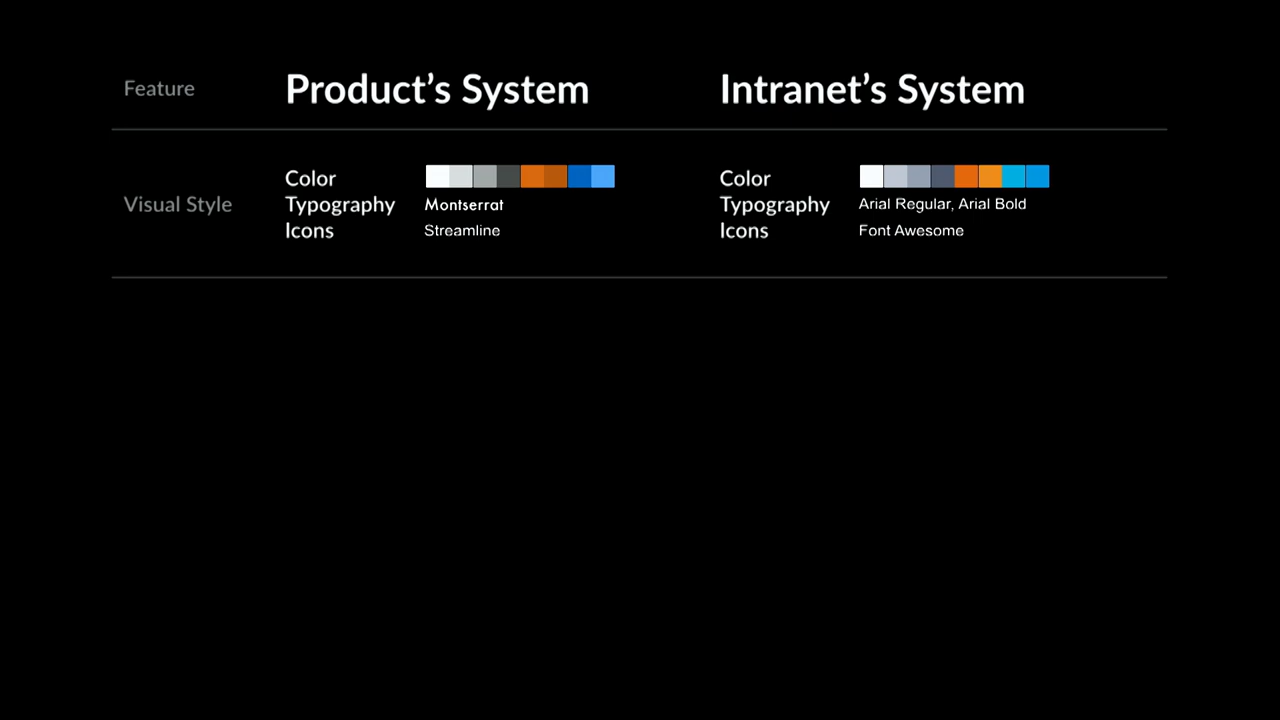 Feature Product’s System Intranet’s System
Color Color
Visual Style Typography Montserrat Typography Arial Regular, Arial Bold
Icons Streamline Icons Font Awesome